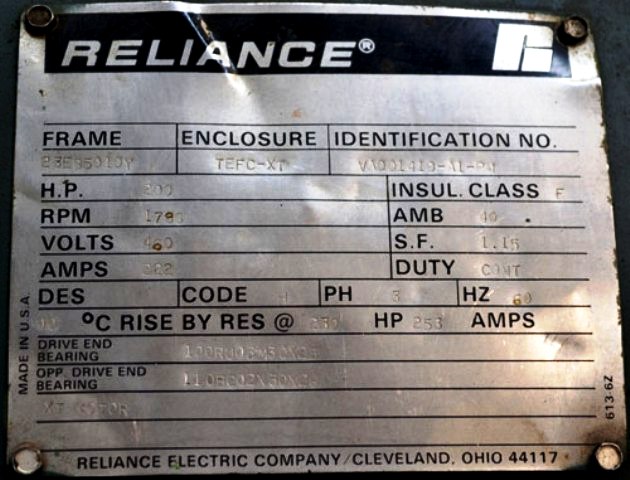 RELIANCE®
FRAME ENCLOSURE IDENTIFICATION NO.
TEFC-XT
H.P. 200 INSUL. CLASS F
RPM AMB 40
VOLTS 460 S.F. 1.15
AMPS DUTY CONT
DES CODE PH 3 HZ 60
°C RISE BY RES @ 230 HP 253 AMPS
DRIVE END
BEARING
OPP. DRIVE END
BEARING
MADE IN U.S.A.
613-6Z
RELIANCE ELECTRIC COMPANY/CLEVELAND, OHIO 44117